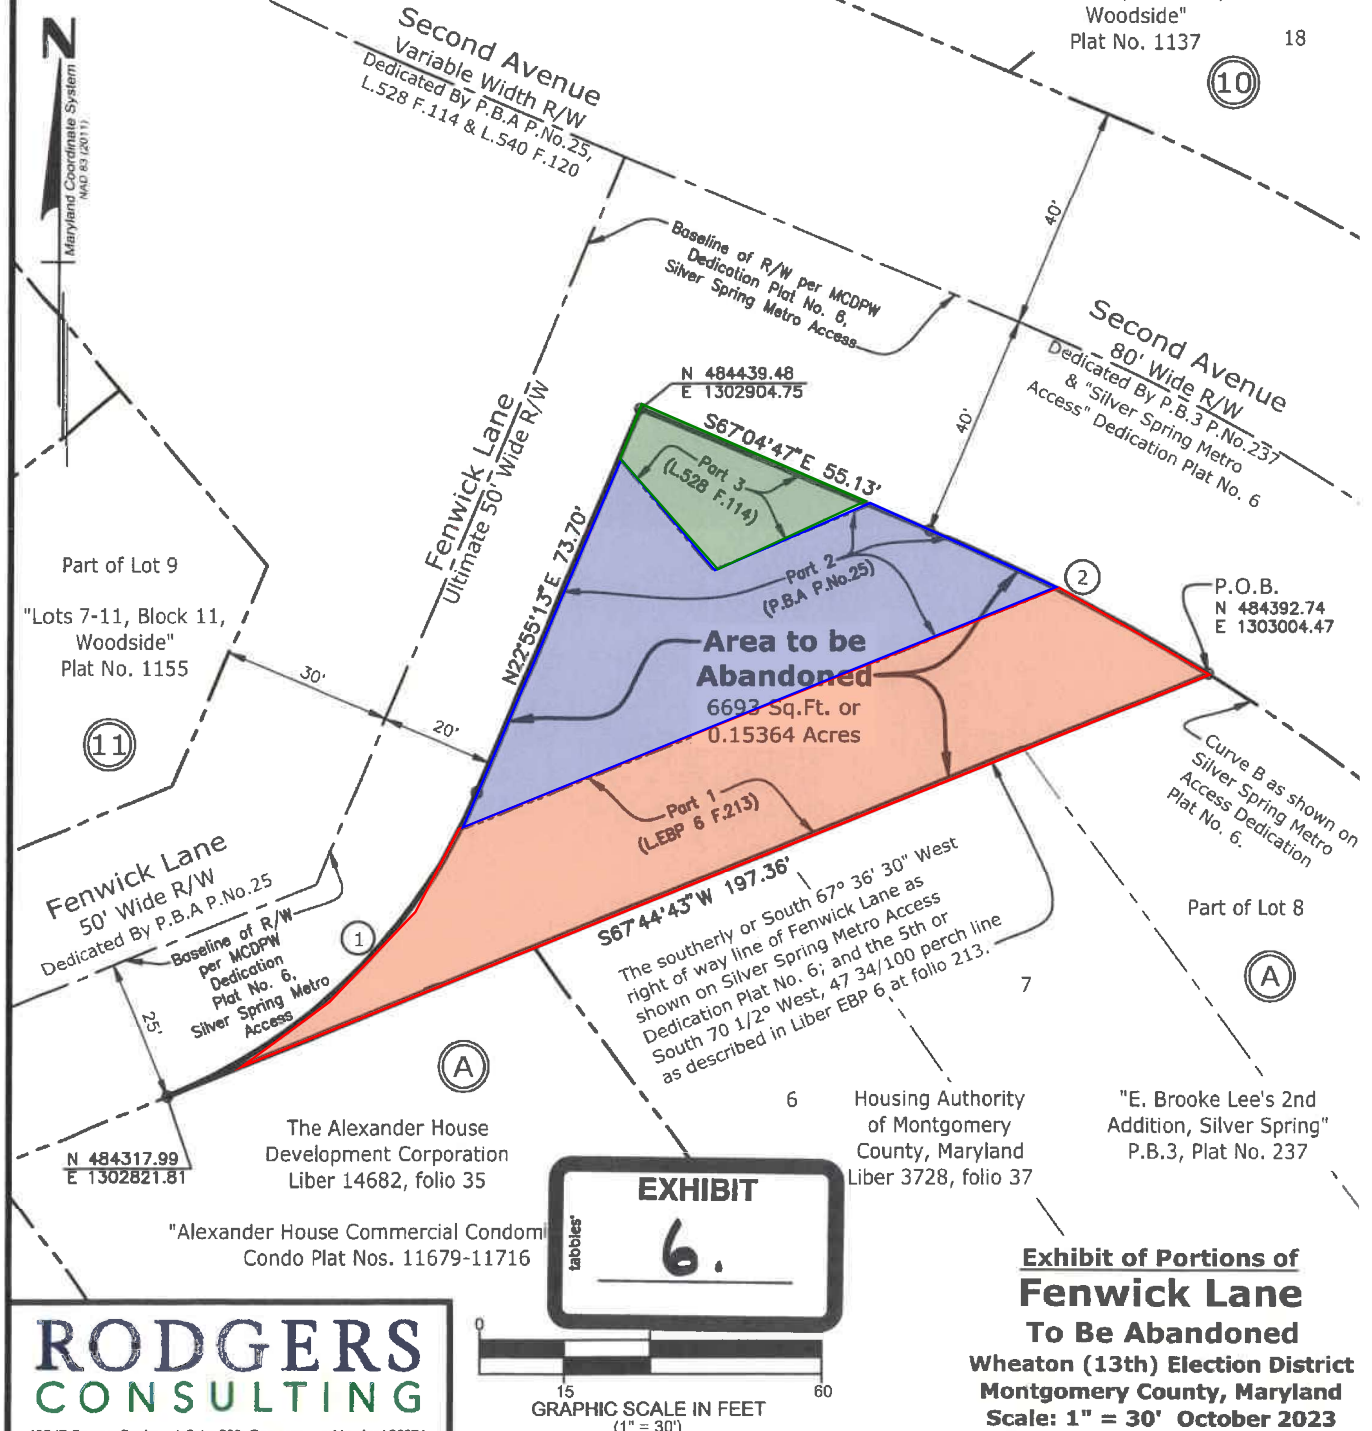 Woodside"
Plat No. 1137
18
10
N
Maryland Coordinate System
NAD 83 (2011)
Second Avenue
Variable Width R/W
Dedicated By P.B.A P.No.25,
L.528 F.114 & L.540 F.120
40'
Baseline of R/W per MCDPW
Dedication Plat No. 6,
Silver Spring Metro Access
Second Avenue
80' Wide R/W
Dedicated By P.B.3 P.No.237
& "Silver Spring Metro
Access" Dedication Plat No. 6
40'
N 484439.48
E 1302904.75
S67°04'47"E 55.13'
Part 3
(L.528 F.114)
Fenwick Lane
Ultimate 50' Wide R/W
N22°55'13"E 73.70'
Part 2
(P.B.A P.No.25)
2
P.O.B.
N 484392.74
E 1303004.47
Part of Lot 9
"Lots 7-11, Block 11,
Woodside"
Plat No. 1155
11
30'
20'
Area to be
Abandoned
6693 Sq.Ft. or
0.15364 Acres
Part 1
(LEBP 6 F.213)
Curve B as shown on
Silver Spring Metro
Access Dedication
Plat No. 6.
Fenwick Lane
50' Wide R/W
Dedicated By P.B.A P.No.25
Baseline of R/W
per MCDPW
Dedication
Plat No. 6,
Silver Spring Metro
Access
1
25'
S67°44'43"W 197.36'
The southerly or South 67° 36' 30" West
right of way line of Fenwick Lane as
shown on Silver Spring Metro Access
Dedication Plat No. 6; and the 5th or
South 70 1/2° West, 47 34/100 perch line
as described in Liber EBP 6 at folio 213.
Part of Lot 8
A
7
6
A
N 484317.99
E 1302821.81
The Alexander House
Development Corporation
Liber 14682, folio 35
"Alexander House Commercial Condomi
Condo Plat Nos. 11679-11716
Housing Authority
of Montgomery
County, Maryland
Liber 3728, folio 37
"E. Brooke Lee's 2nd
Addition, Silver Spring"
P.B.3, Plat No. 237
EXHIBIT
tabbies'
6.
Exhibit of Portions of
Fenwick Lane
To Be Abandoned
Wheaton (13th) Election District
Montgomery County, Maryland
Scale: 1" = 30' October 2023
RODGERS
CONSULTING
0
15
60
GRAPHIC SCALE IN FEET
(1" = 30')